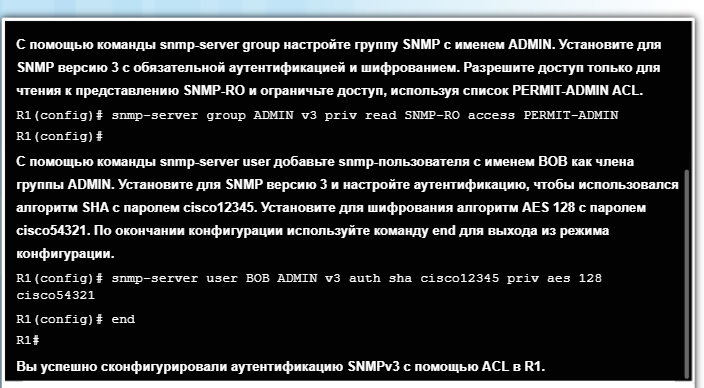 С помощью команды snmp-server group настройте группу SNMP с именем ADMIN. Установите для
SNMP версию 3 с обязательной аутентификацией и шифрованием. Разрешите доступ только для
чтения к представлению SNMP-RO и ограничьте доступ, используя список PERMIT-ADMIN ACL.
R1(config)# snmp-server group ADMIN v3 priv read SNMP-RO access PERMIT-ADMIN
R1(config)#
С помощью команды snmp-server user добавьте snmp-пользователя с именем BOB как члена
группы ADMIN. Установите для SNMP версию 3 и настройте аутентификацию, чтобы использовался
алгоритм SHA с паролем cisco12345. Установите для шифрования алгоритм AES 128 с паролем
cisco54321. По окончании конфигурации используйте команду end для выхода из режима
конфигурации.
R1(config)# snmp-server user BOB ADMIN v3 auth sha cisco12345 priv aes 128
cisco54321
R1(config)# end
R1#
Вы успешно сконфигурировали аутентификацию SNMPv3 с помощью ACL в R1.